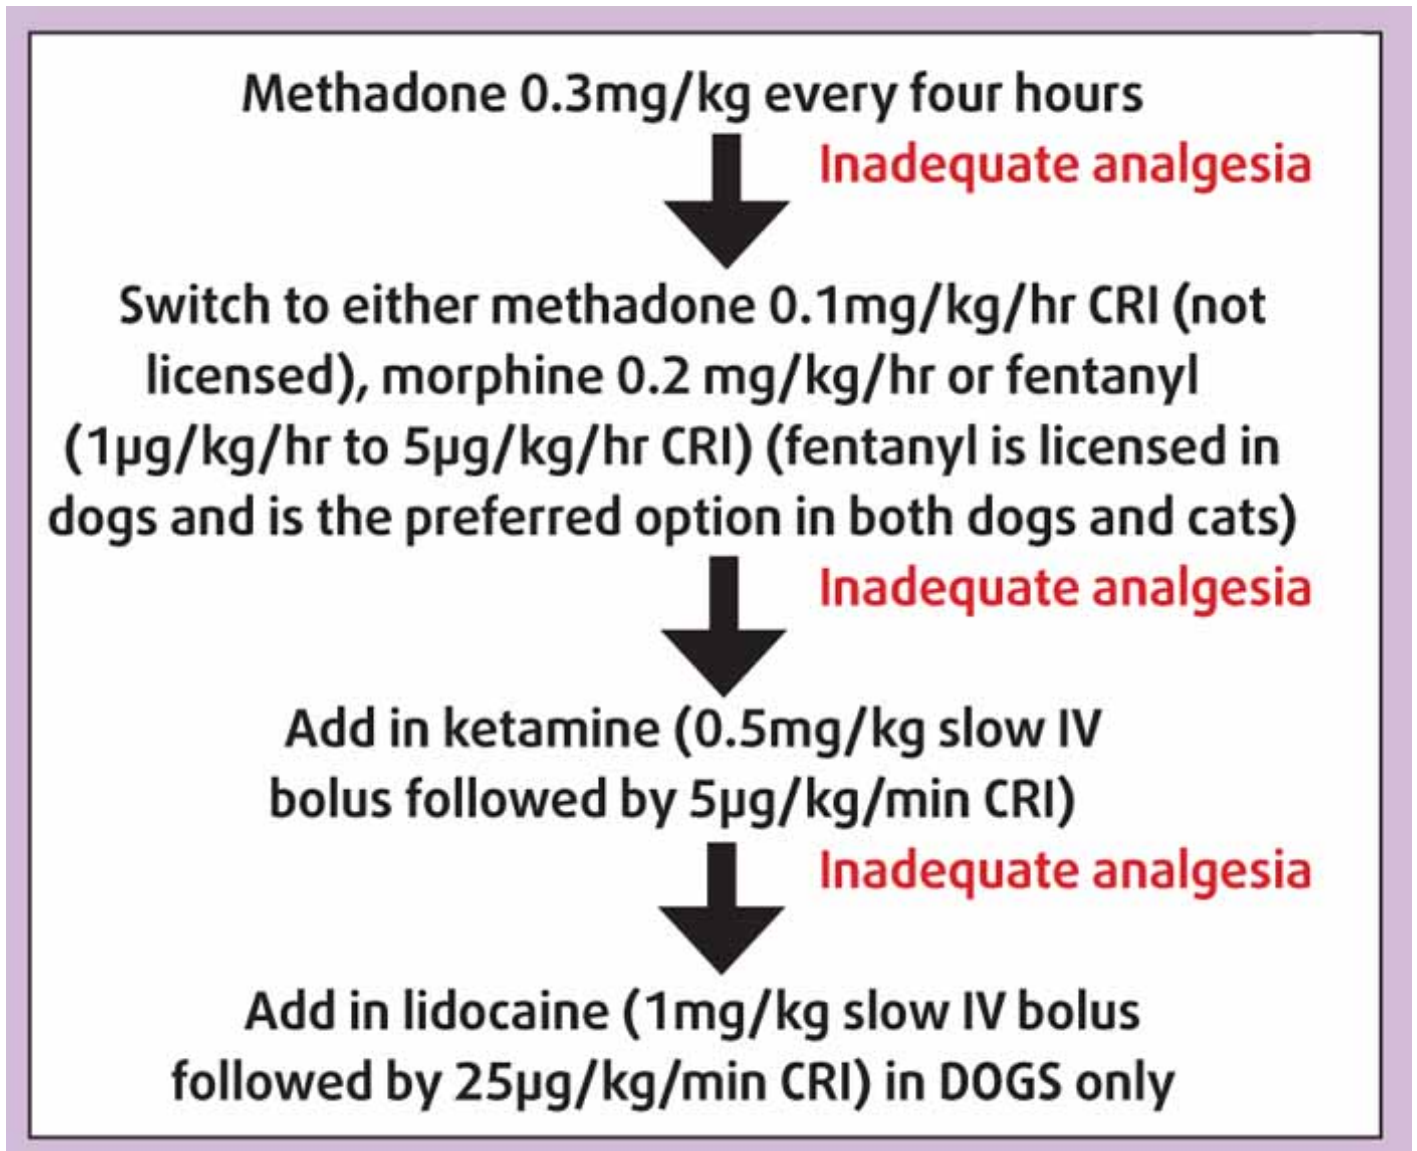 Methadone 0.3mg/kg every four hours
Inadequate analgesia
Switch to either methadone 0.1mg/kg/hr CRI (not
licensed), morphine 0.2 mg/kg/hr or fentanyl
(1µg/kg/hr to 5µg/kg/hr CRI) (fentanyl is licensed in
dogs and is the preferred option in both dogs and cats)
Inadequate analgesia
Add in ketamine (0.5mg/kg slow IV
bolus followed by 5µg/kg/min CRI)
Inadequate analgesia
Add in lidocaine (1mg/kg slow IV bolus
followed by 25µg/kg/min CRI) in DOGS only